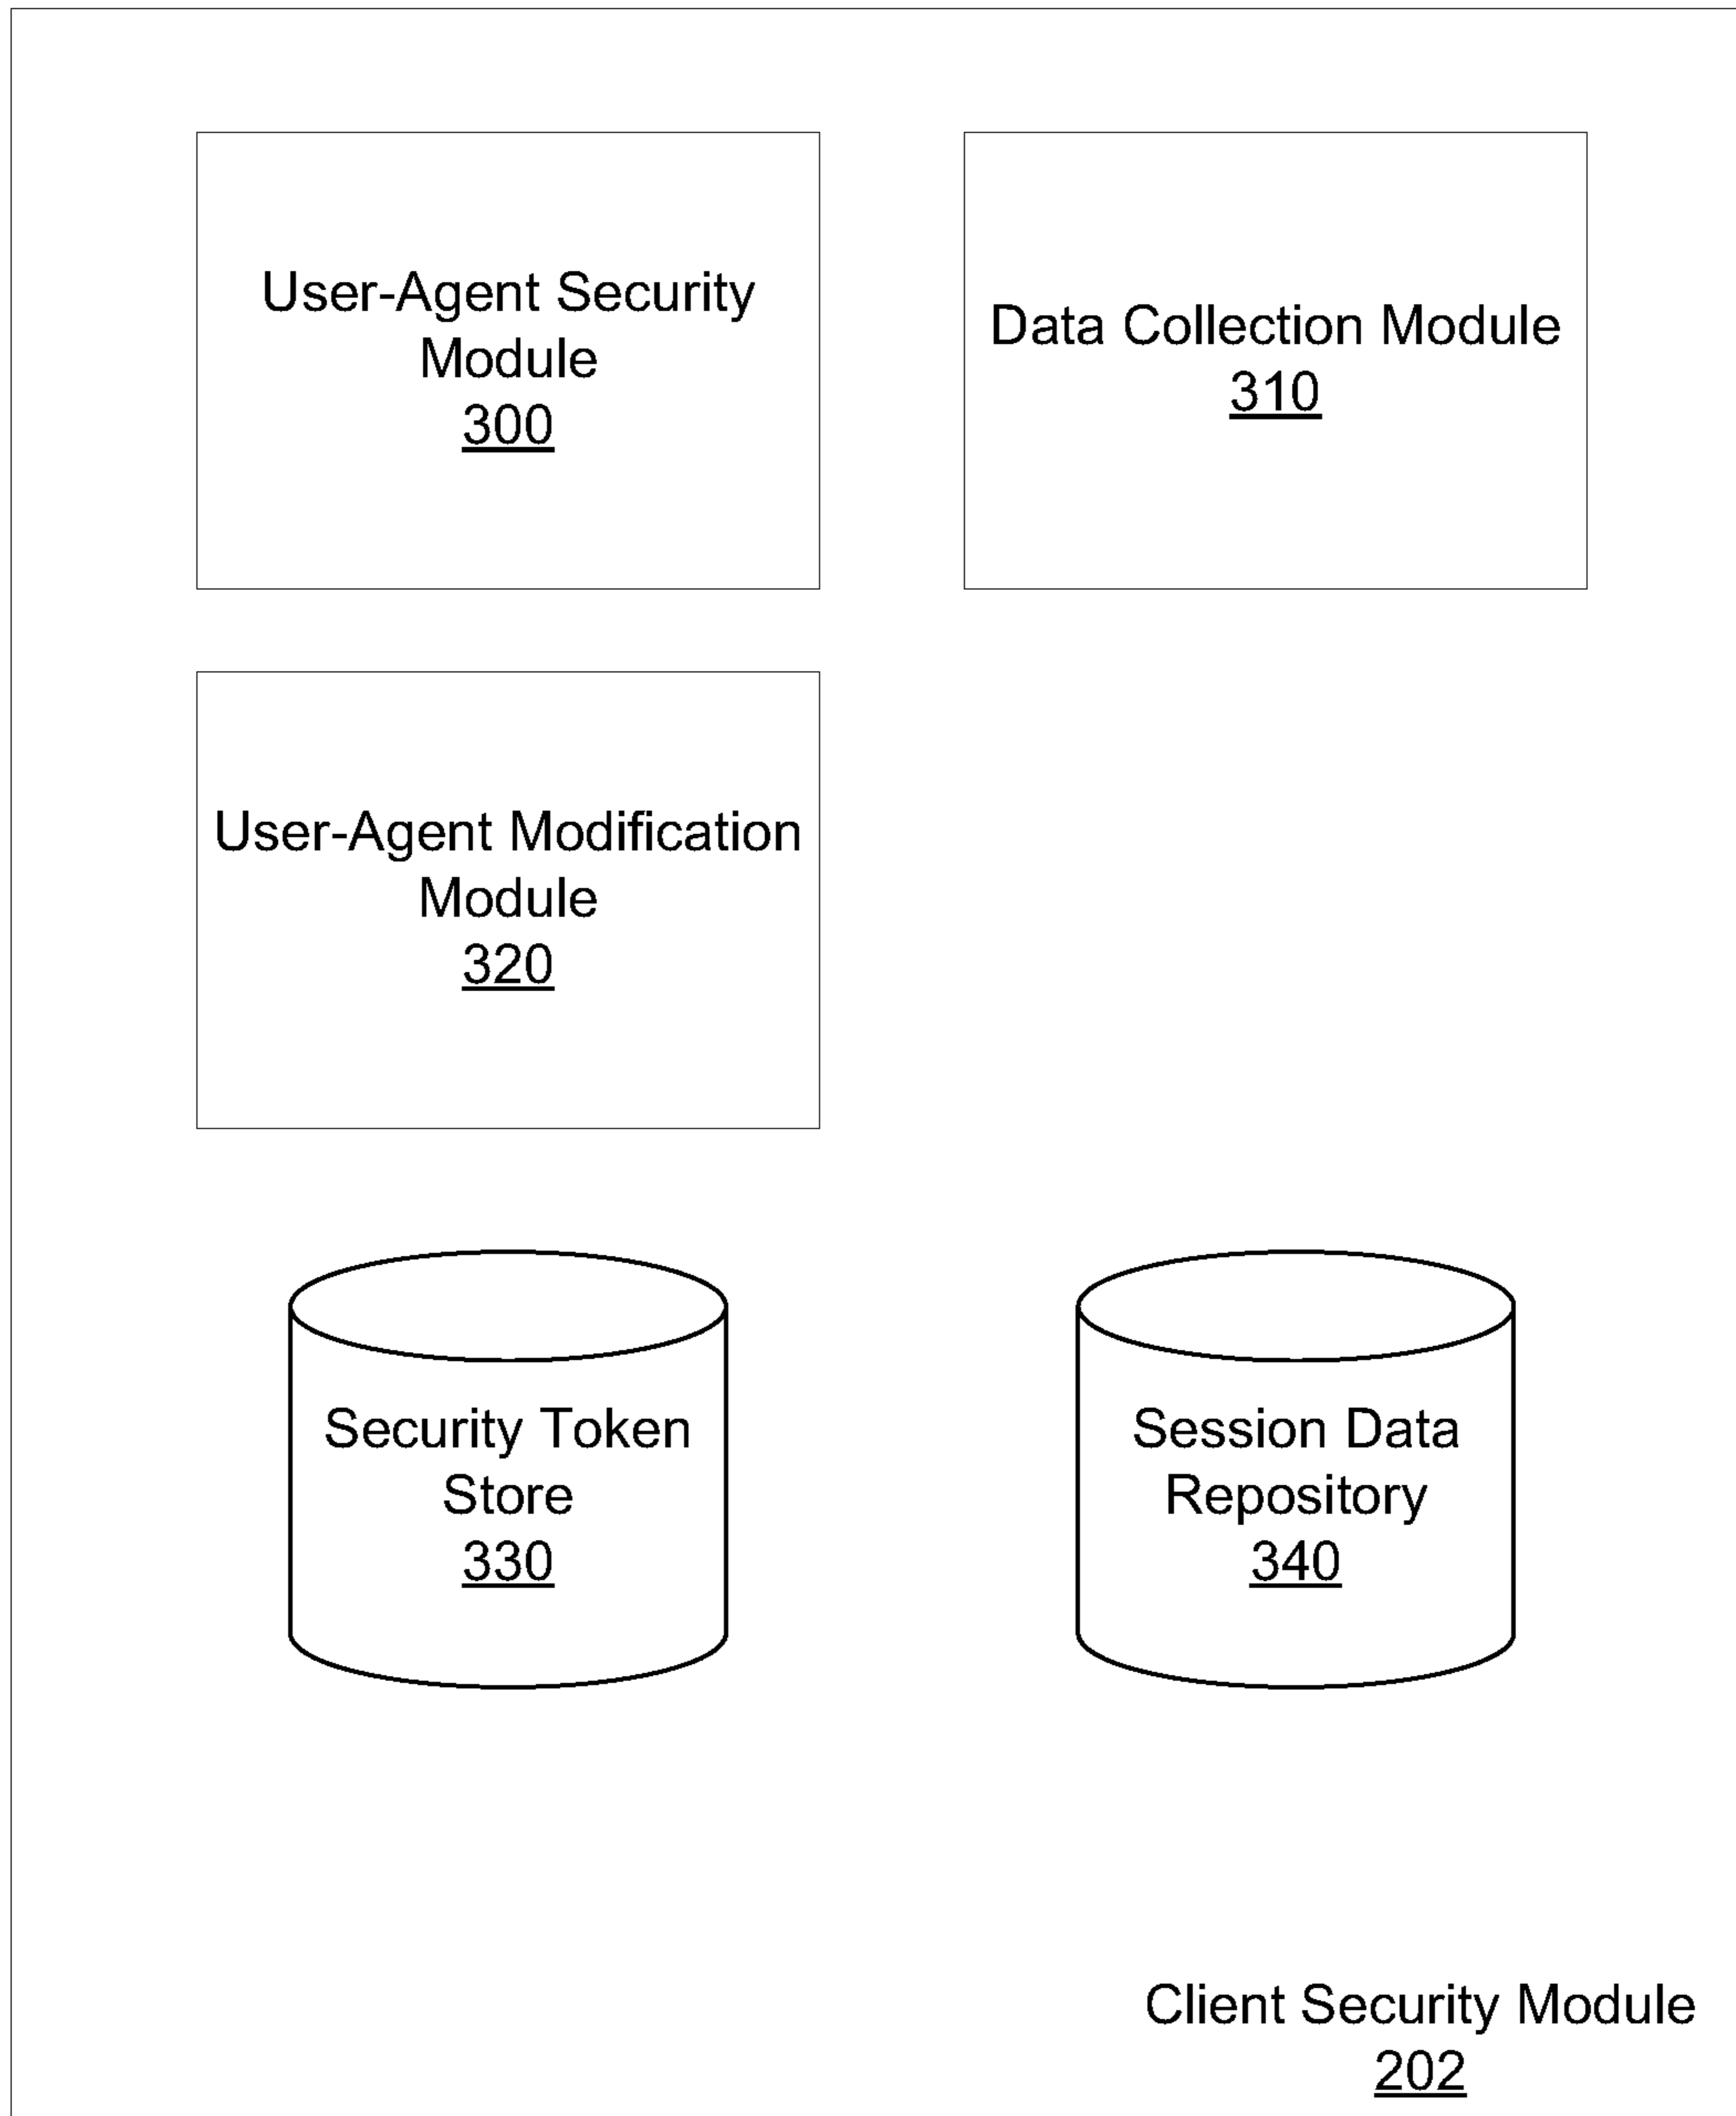 User-Agent Security
Module
300
Data Collection Module
310
User-Agent Modification
Module
320
Security Token
Store
330
Session Data
Repository
340
Client Security Module
202